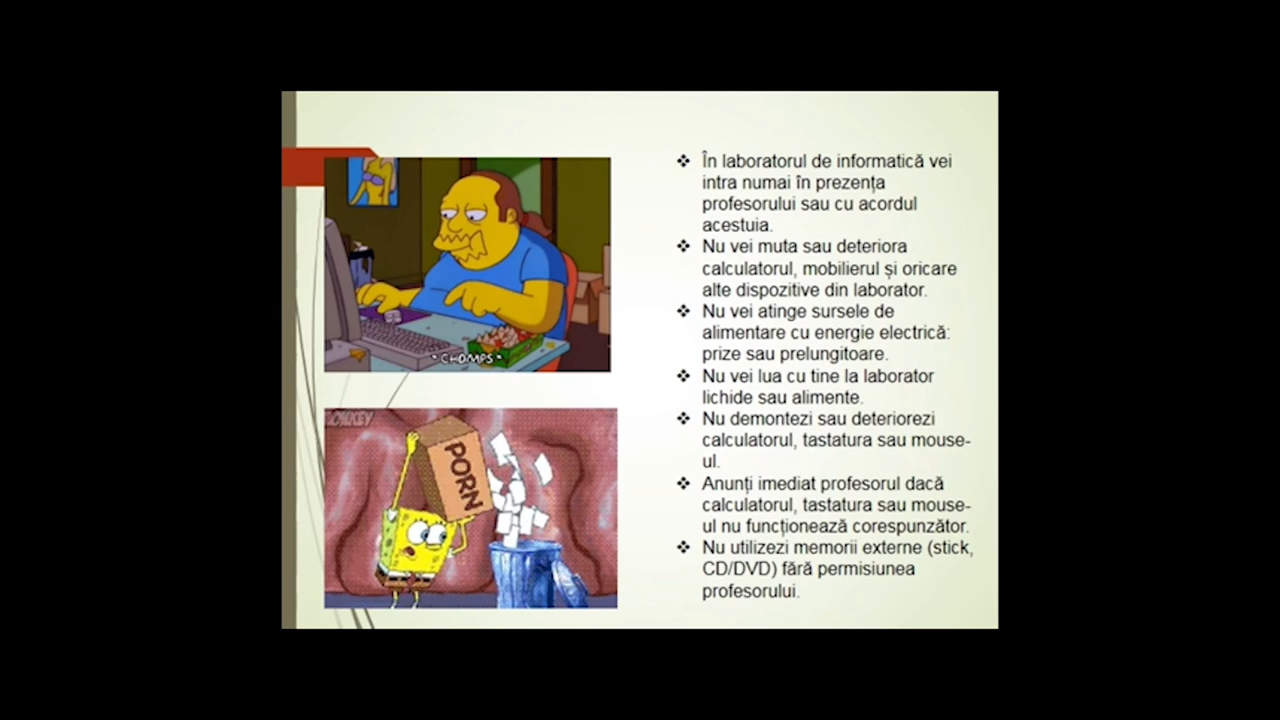 *CHOMPS*
PORN
❖ În laboratorul de informatică vei
intra numai în prezența
profesorului sau cu acordul
acestuia.
❖ Nu vei muta sau deteriora
calculatorul, mobilierul și oricare
alte dispozitive din laborator.
❖ Nu vei atinge sursele de
alimentare cu energie electrică:
prize sau prelungitoare.
❖ Nu vei lua cu tine la laborator
lichide sau alimente.
❖ Nu demontezi sau deteriorezi
calculatorul, tastatura sau mouse-
ul.
❖ Anunți imediat profesorul dacă
calculatorul, tastatura sau mouse-
ul nu funcționează corespunzător.
❖ Nu utilizezi memorii externe (stick,
CD/DVD) fără permisiunea
profesorului.